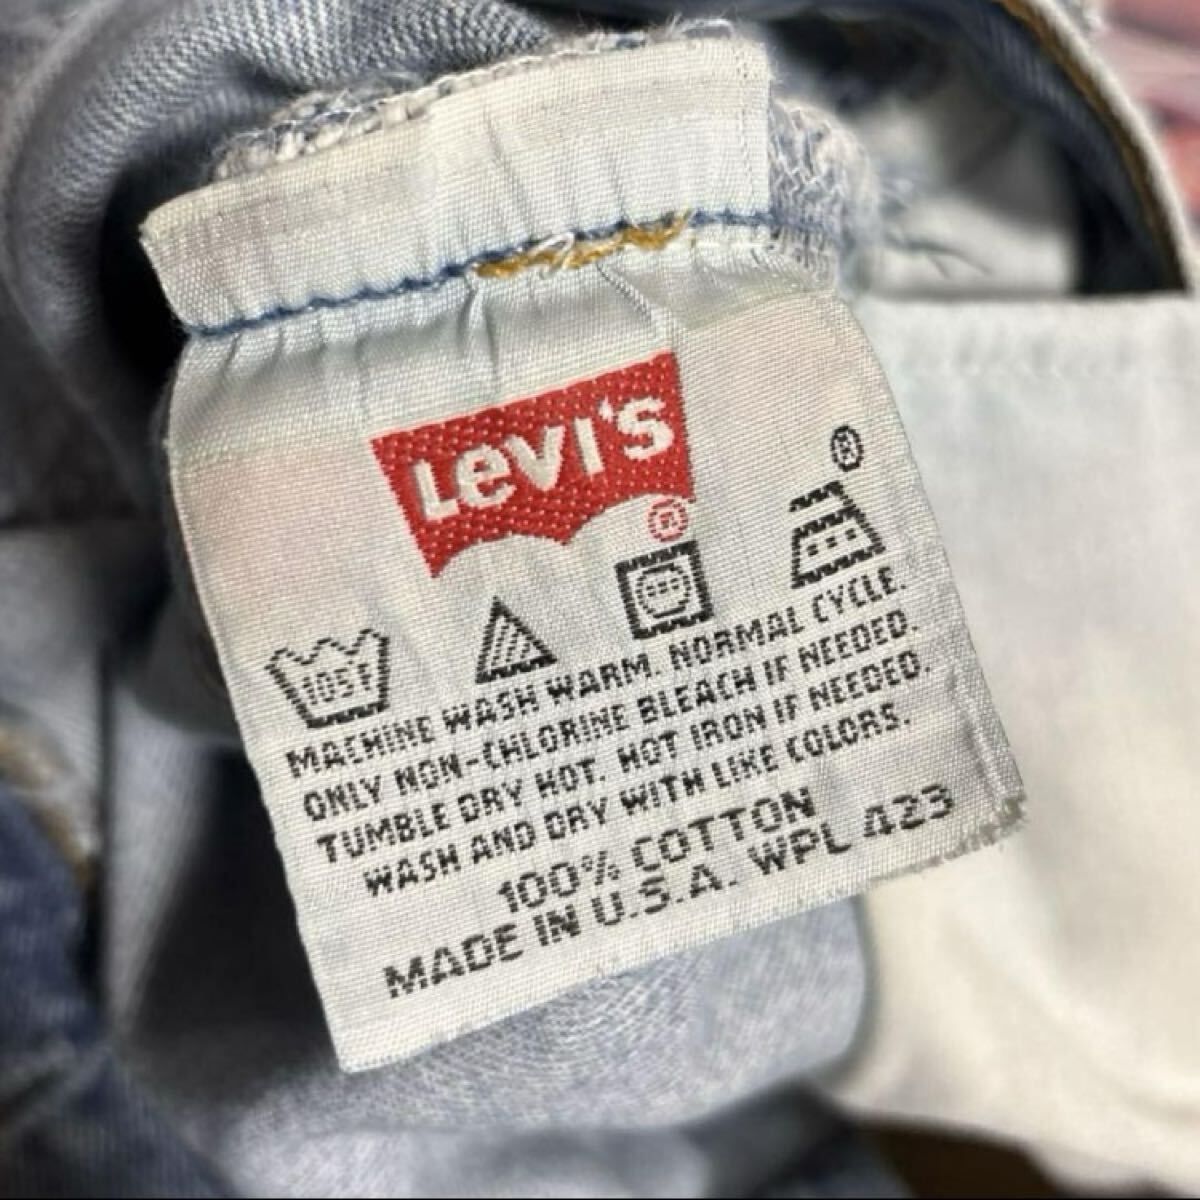 LEVI'S ®
®
105F
MACHINE WASH WARM. NORMAL CYCLE.
ONLY NON-CHLORINE BLEACH IF NEEDED.
TUMBLE DRY HOT. HOT IRON IF NEEDED.
WASH AND DRY WITH LIKE COLORS.
100% COTTON
MADE IN U.S.A. WPL 423